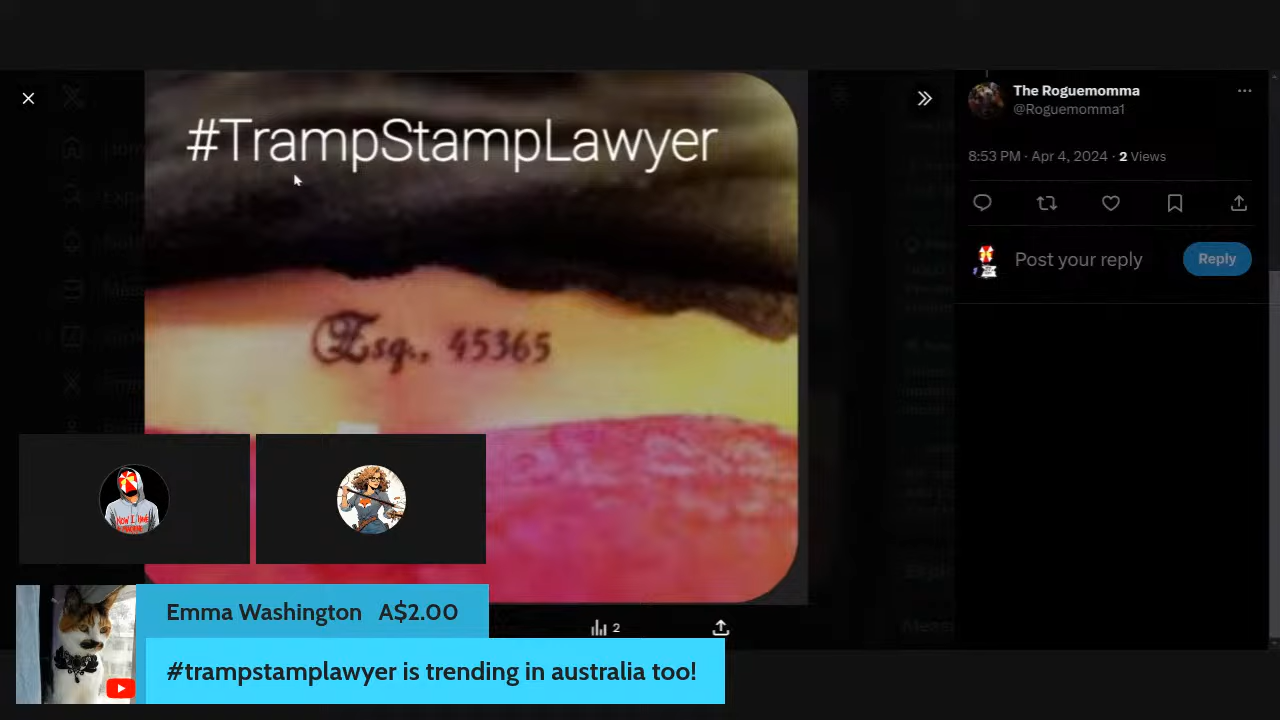 #TrampStampLawyer
Esq., 45365
The Roguemomma
@Roguemomma1
8:53 PM · Apr 4, 2024 · 2 Views
Post your reply
Reply
2
Emma Washington A$2.00
#trampstamplawyer is trending in australia too!